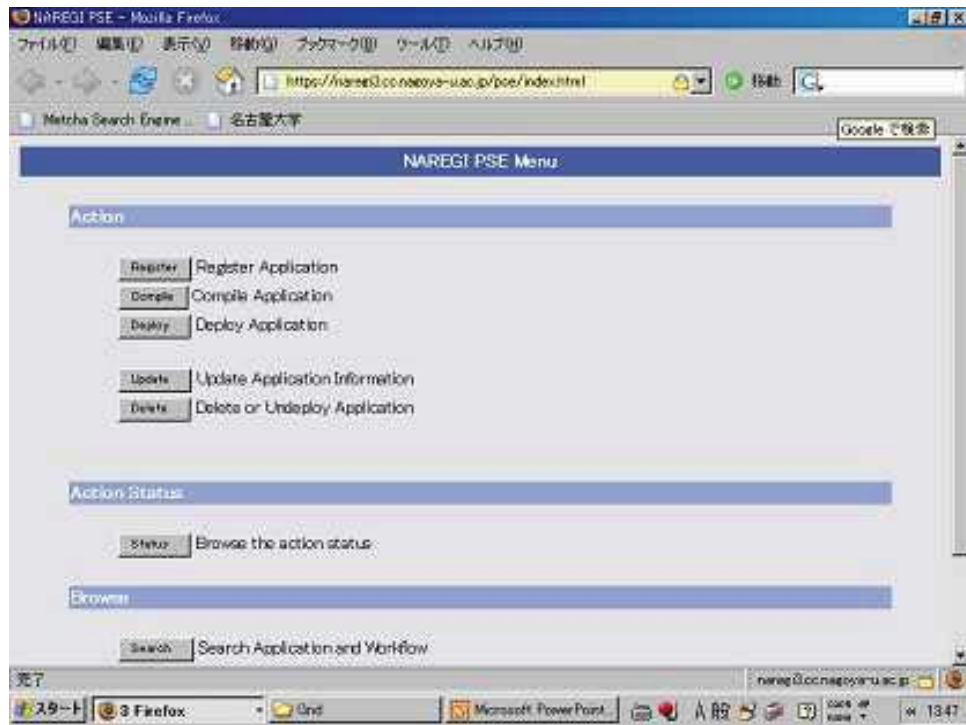 NAREGI PSE - Mozilla Firefox
ファイル(F) 編集(E) 表示(V) 移動(G) ブックマーク(B) ツール(T) ヘルプ(H)
https://naregi3.cc.nagoya-u.ac.jp/pse/index.html 移動
Metcha Search Engine ... 名古屋大学
Google で検索
NAREGI PSE Menu
Action
Register Register Application
Compile Compile Application
Deploy Deploy Application
Update Update Application Information
Delete Delete or Undeploy Application
Action Status
Status Browse the action status
Browse
Search Search Application and Workflow
完了 naregi3.cc.nagoya-u.ac.jp
スタート 3 Firefox Grid Microsoft PowerPoint... A 般 13:47